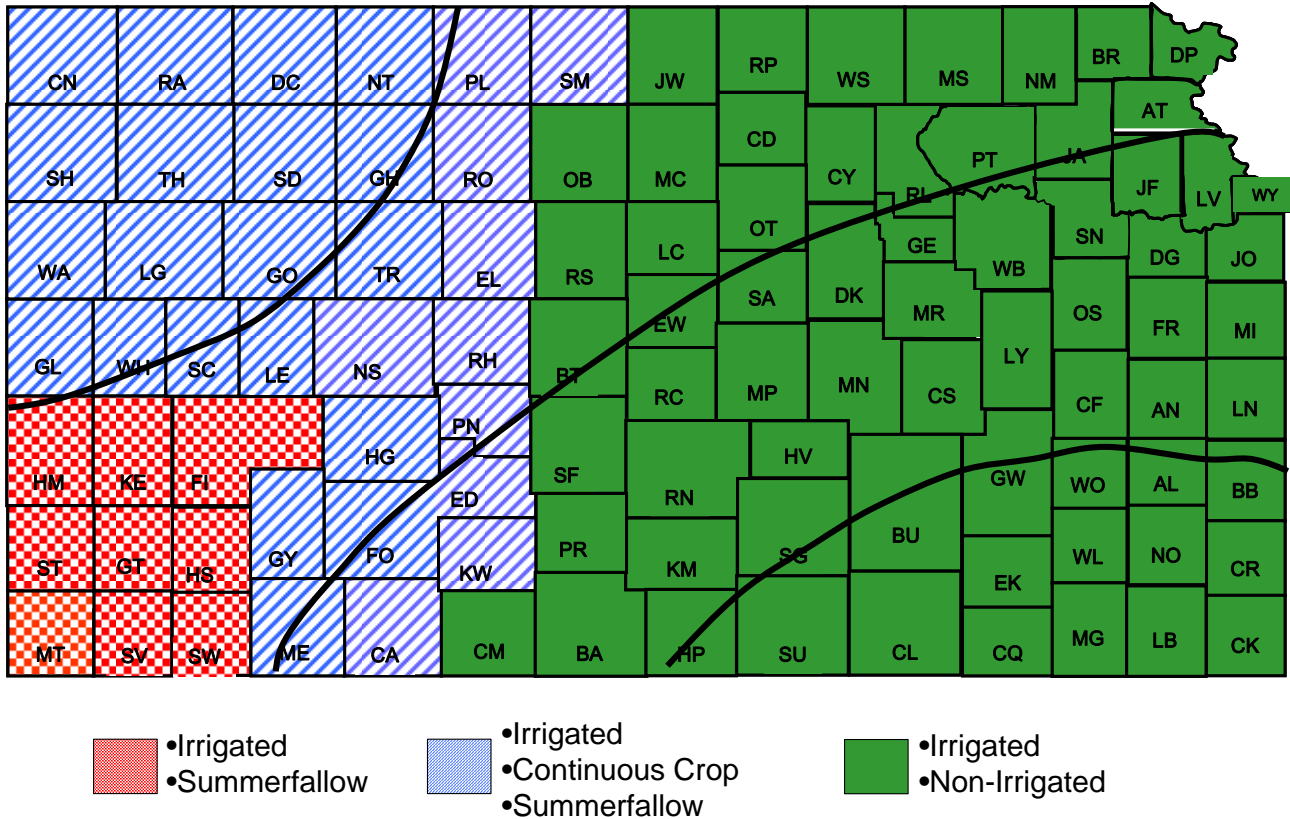 CN RA DC NT PL SM JW RP WS MS NM BR DP
AT
SH TH SD GH RO OB MC CD CY RL PT JA JF LV WY
WA LG GO TR EL RS LC OT GE WB SN DG JO
GL WH SC LE NS RH BT EW SA DK MR LY OS FR MI
HM KE FI HG PN SF RC MP MN CS CF AN LN
ST GT HS GY FO ED KW PR RN HV SG BU GW WO AL BB
KM EK WL NO CR
MT SV SW ME CA CM BA HP SU CL CQ MG LB CK
•Irrigated
•Summerfallow
•Irrigated
•Continuous Crop
•Summerfallow
•Irrigated
•Non-Irrigated